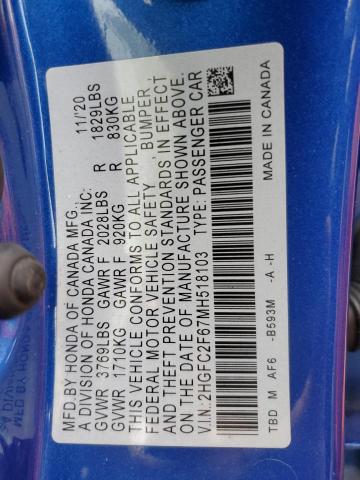 MFD.BY HONDA OF CANADA MFG., 11/'20
A DIVISION OF HONDA CANADA INC.
GVWR 3769LBS GAWR F 2028LBS R 1829LBS
GVWR 1710KG GAWR F 920KG R 830KG
THIS VEHICLE CONFORMS TO ALL APPLICABLE
FEDERAL MOTOR VEHICLE SAFETY BUMPER,
AND THEFT PREVENTION STANDARDS IN EFFECT
ON THE DATE OF MANUFACTURE SHOWN ABOVE.
V.I.N.:2HGFC2F67MH518103 TYPE: PASSENGER CAR
TBD M AF6 -B593M -A -H MADE IN CANADA